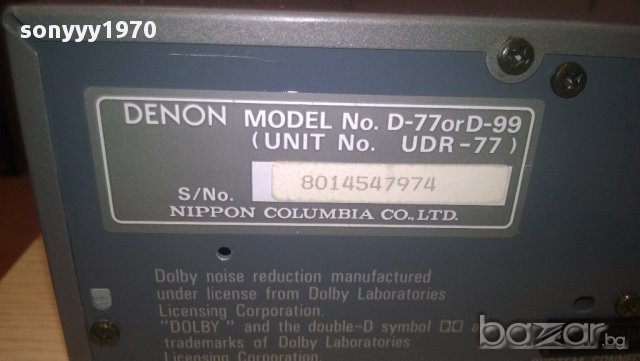 sonyyy1970
DENON MODEL No. D-77orD-99
(UNIT No. UDR-77)
S/No. 8014547974
NIPPON COLUMBIA CO., LTD.
Dolby noise reduction manufactured
under license from Dolby Laboratories
Licensing Corporation.
"DOLBY" and the double-D symbol
trademarks of Dolby Laboratories
Licensing Corporation.
bazar.bg